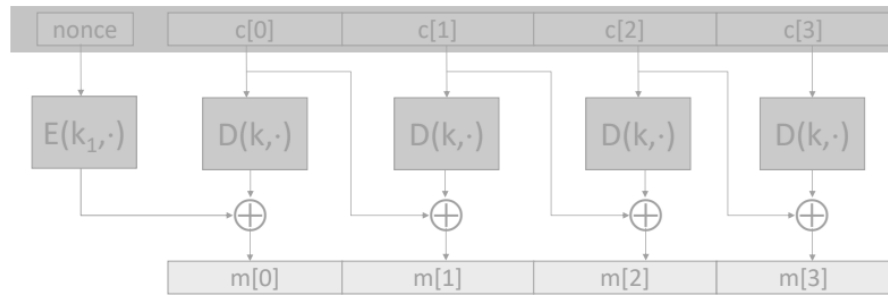 nonce c[0] c[1] c[2] c[3]
E(k₁,·) D(k,·) D(k,·) D(k,·) D(k,·)
m[0] m[1] m[2] m[3]